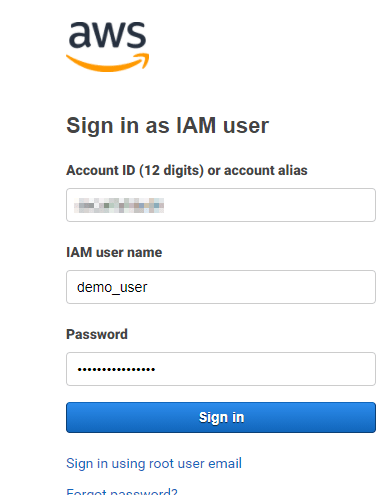 aws
Sign in as IAM user
Account ID (12 digits) or account alias
IAM user name
demo_user
Password
••••••••••••••••
Sign in
Sign in using root user email
Forgot password?